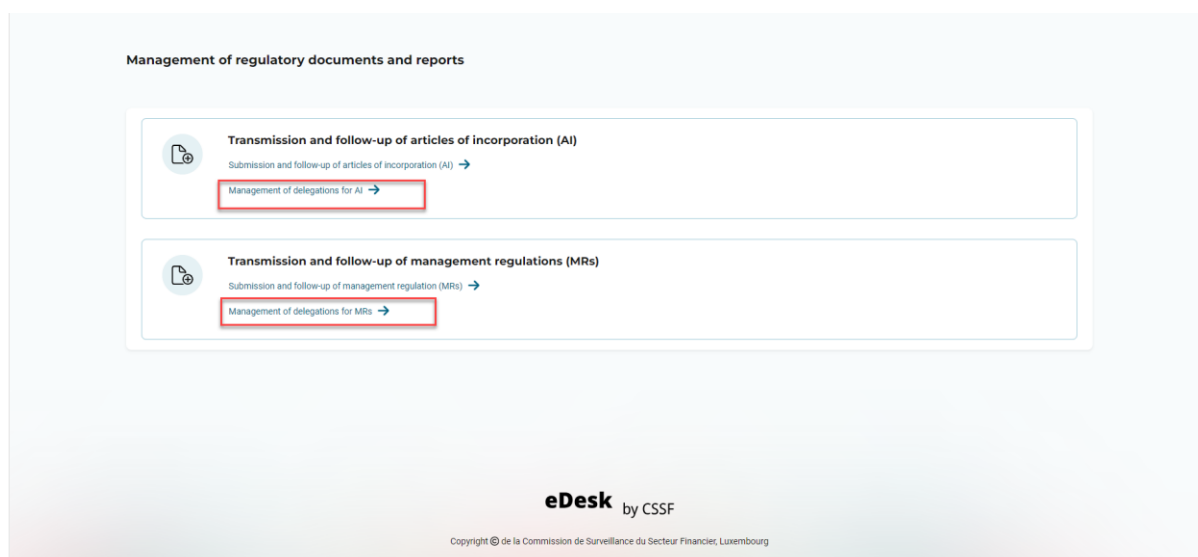 Management of regulatory documents and reports
Transmission and follow-up of articles of incorporation (AI)
Submission and follow-up of articles of incorporation (AI) →
Management of delegations for AI →
Transmission and follow-up of management regulations (MRs)
Submission and follow-up of management regulation (MRs) →
Management of delegations for MRs →
eDesk by CSSF
Copyright © de la Commission de Surveillance du Secteur Financier, Luxembourg